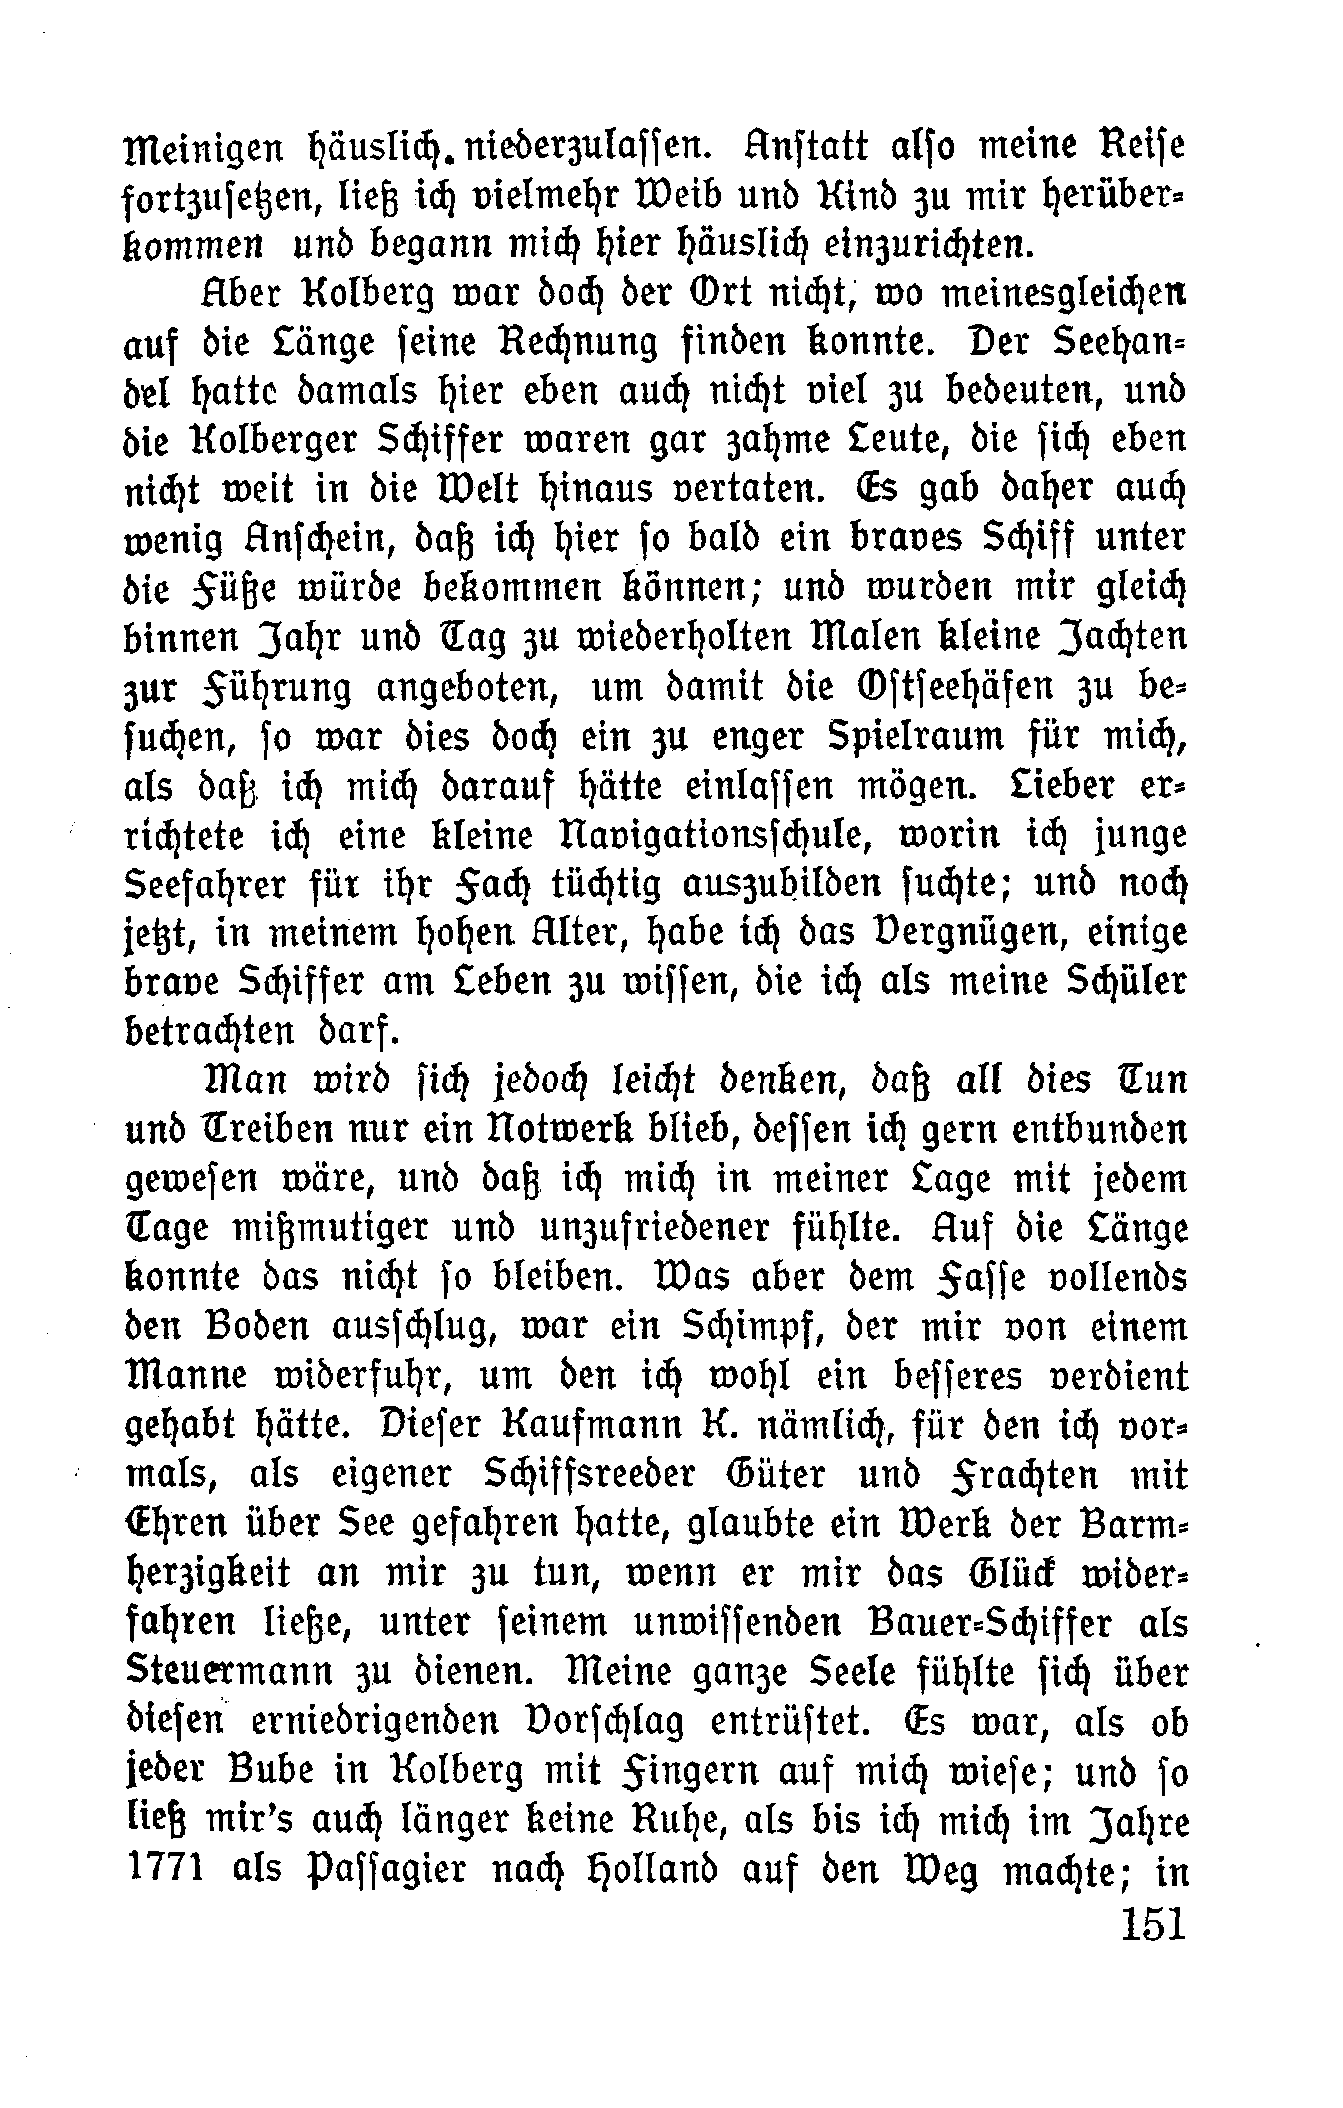 Meinigen häuslich niederzulassen. Anstatt also meine Reise
fortzusetzen, ließ ich vielmehr Weib und Kind zu mir herüber-
kommen und begann mich hier häuslich einzurichten.
Aber Kolberg war doch der Ort nicht, wo meinesgleichen
auf die Länge seine Rechnung finden konnte. Der Seehan-
del hatte damals hier eben auch nicht viel zu bedeuten, und
die Kolberger Schiffer waren gar zahme Leute, die sich eben
nicht weit in die Welt hinaus vertaten. Es gab daher auch
wenig Anschein, daß ich hier so bald ein braves Schiff unter
die Füße würde bekommen können; und wurden mir gleich
binnen Jahr und Tag zu wiederholten Malen kleine Jachten
zur Führung angeboten, um damit die Ostseehäfen zu be-
suchen, so war dies doch ein zu enger Spielraum für mich,
als daß ich mich darauf hätte einlassen mögen. Lieber er-
richtete ich eine kleine Navigationsschule, worin ich junge
Seefahrer für ihr Fach tüchtig auszubilden suchte; und noch
jetzt, in meinem hohen Alter, habe ich das Vergnügen, einige
brave Schiffer am Leben zu wissen, die ich als meine Schüler
betrachten darf.
Man wird sich jedoch leicht denken, daß all dies Tun
und Treiben nur ein Notwerk blieb, dessen ich gern entbunden
gewesen wäre, und daß ich mich in meiner Lage mit jedem
Tage mißmutiger und unzufriedener fühlte. Auf die Länge
konnte das nicht so bleiben. Was aber dem Fasse vollends
den Boden ausschlug, war ein Schimpf, der mir von einem
Manne widerfuhr, um den ich wohl ein besseres verdient
gehabt hätte. Dieser Kaufmann K. nämlich, für den ich vor-
mals, als eigener Schiffsreeder Güter und Frachten mit
Ehren über See gefahren hatte, glaubte ein Werk der Barm-
herzigkeit an mir zu tun, wenn er mir das Glück wider-
fahren ließe, unter seinem unwissenden Bauer-Schiffer als
Steuermann zu dienen. Meine ganze Seele fühlte sich über
diesen erniedrigenden Vorschlag entrüstet. Es war, als ob
jeder Bube in Kolberg mit Fingern auf mich wiese; und so
ließ mir's auch länger keine Ruhe, als bis ich mich im Jahre
1771 als Passagier nach Holland auf den Weg machte; in
151